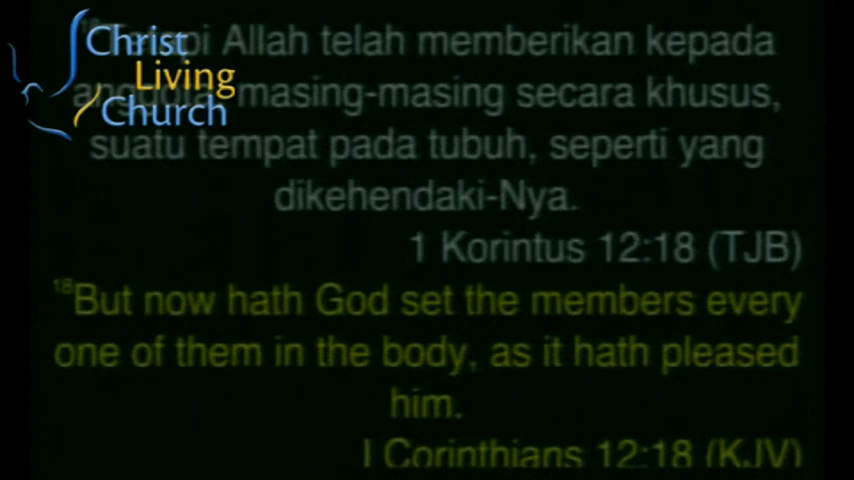 Christ
Living
Church
Allah telah memberikan kepada
masing-masing secara khusus,
suatu tempat pada tubuh, seperti yang
dikehendaki-Nya.
1 Korintus 12:18 (TJB)
18But now hath God set the members every
one of them in the body, as it hath pleased
him.
I Corinthians 12:18 (KJV)